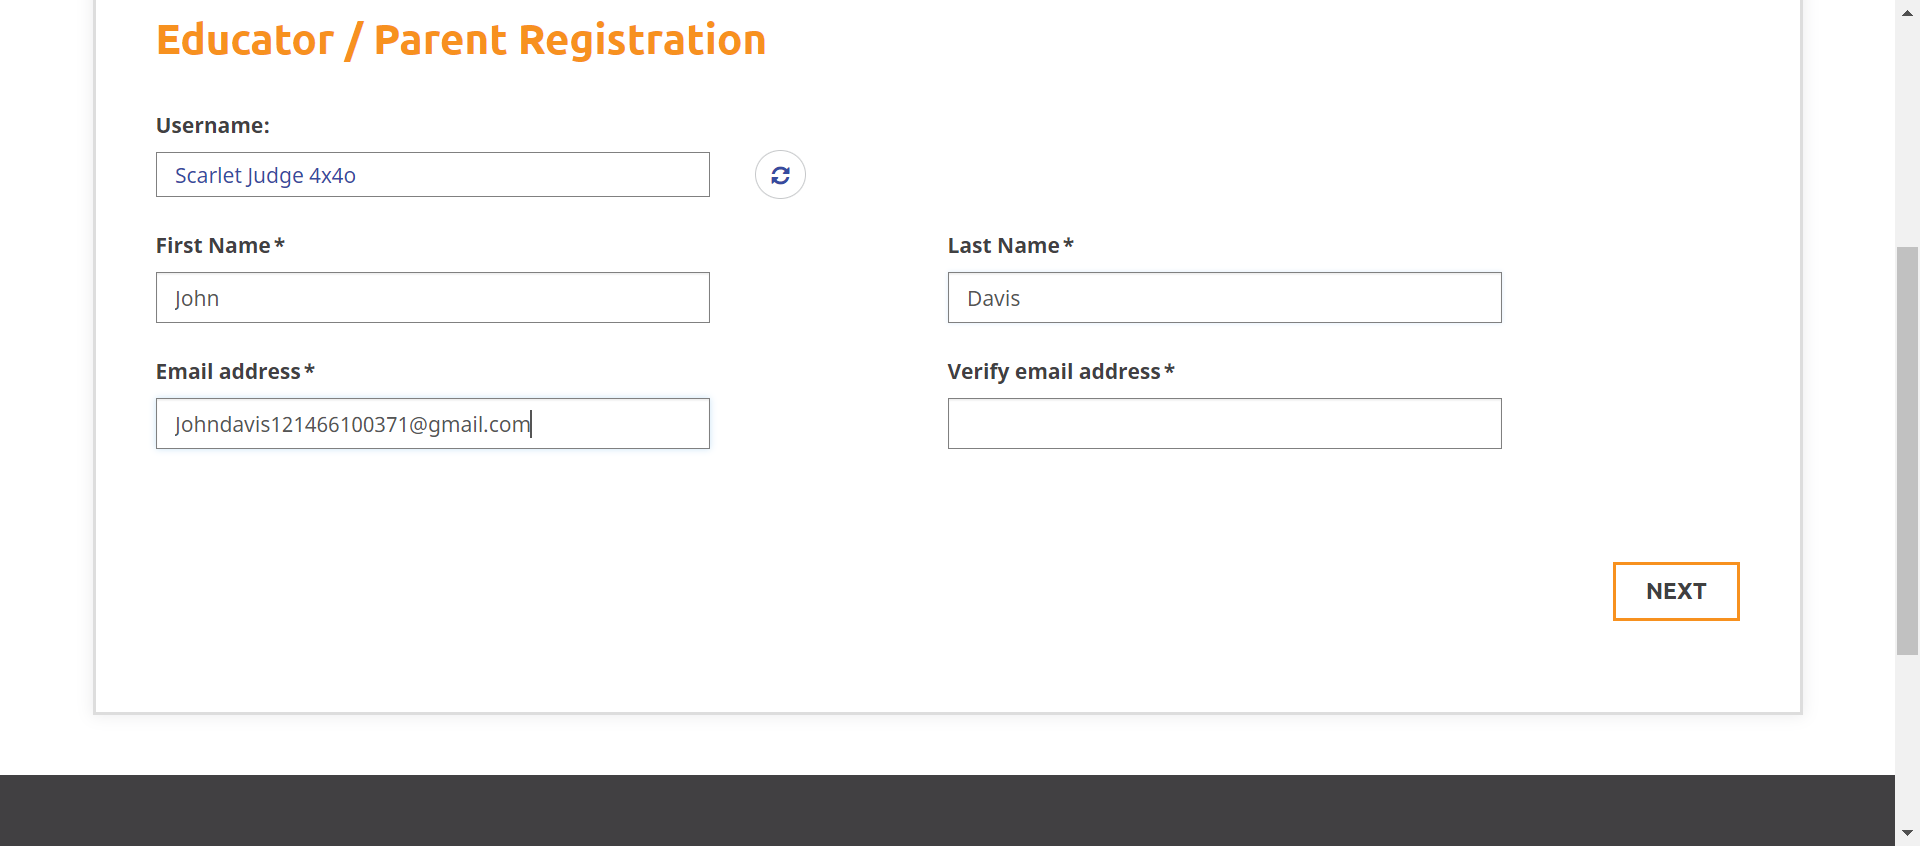 Educator / Parent Registration
Username:
Scarlet Judge 4x4o
First Name*
Last Name*
John
Davis
Email address*
Verify email address*
Johndavis121466100371@gmail.com
NEXT